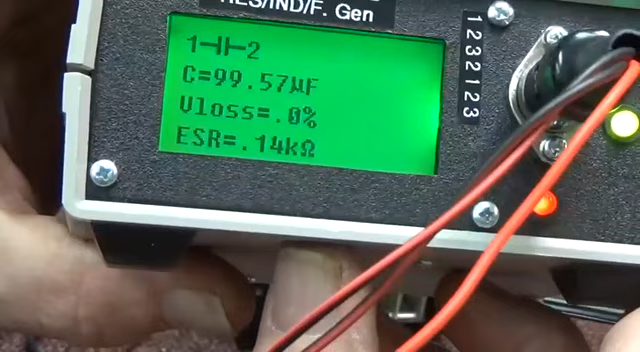 RES/IND/F. Gen
1⊣⊢2
C=99.57µF
Vloss=.0%
ESR=.14kΩ
1232123